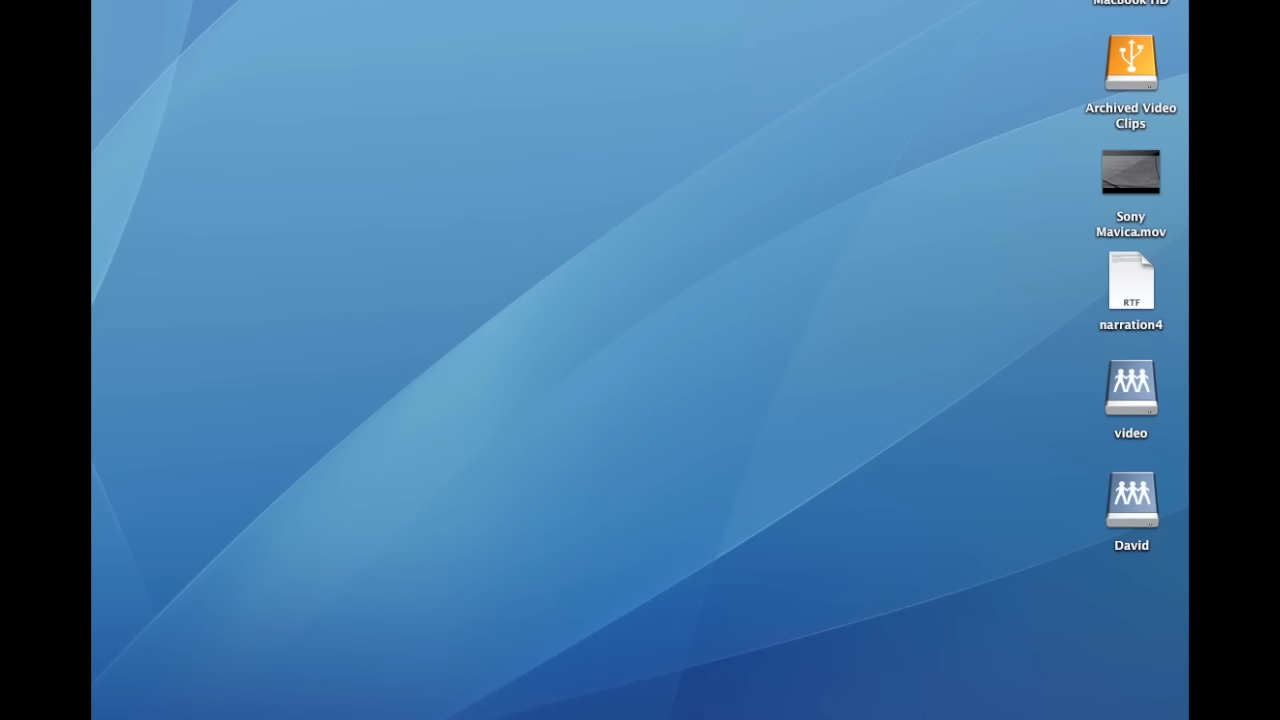 MacBook HD
Archived Video
Clips
Sony
Mavica.mov
RTF
narration4
video
David